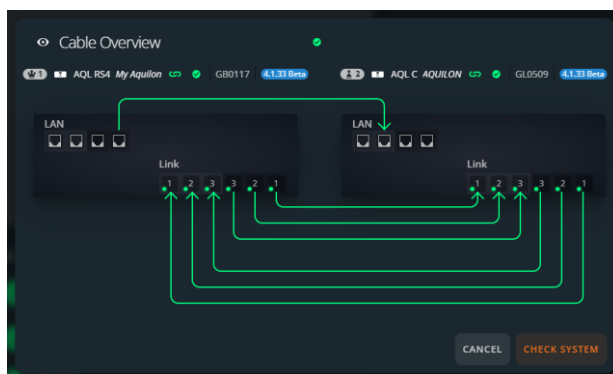 Cable Overview
1 AQL RS4 My Aquilon GB0117 4.1.33 Beta
2 AQL C AQUILON GL0509 4.1.33 Beta
LAN
Link
1 2 3 3 2 1
LAN
Link
1 2 3 3 2 1
CANCEL CHECK SYSTEM